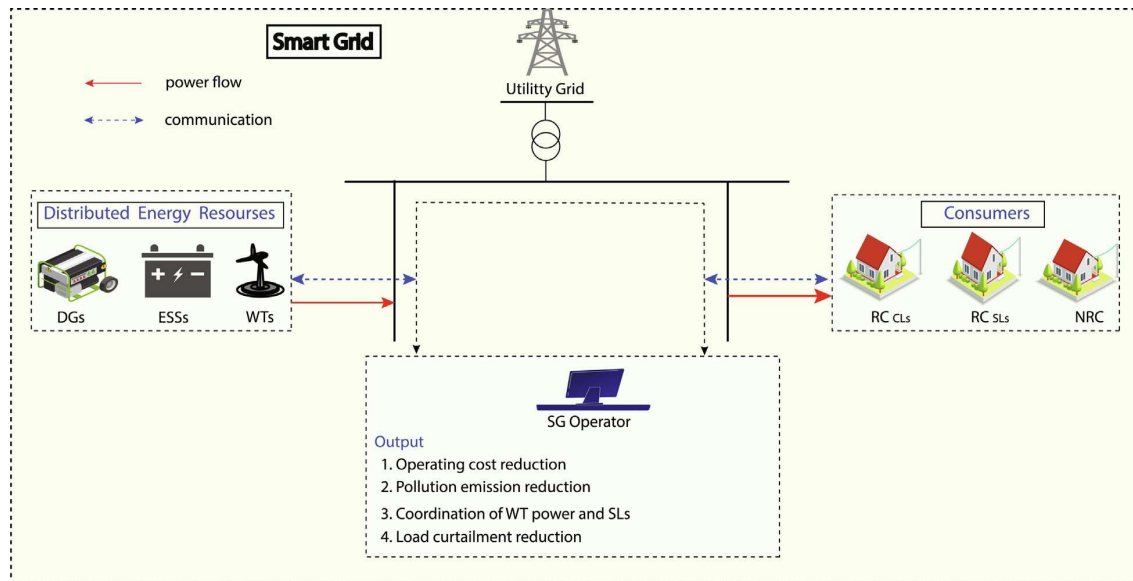 Smart Grid
power flow
communication
Utilitty Grid
Distributed Energy Resourses
DGs
ESSs
WTs
Consumers
RC CLs
RC SLs
NRC
SG Operator
Output
1. Operating cost reduction
2. Pollution emission reduction
3. Coordination of WT power and SLs
4. Load curtailment reduction